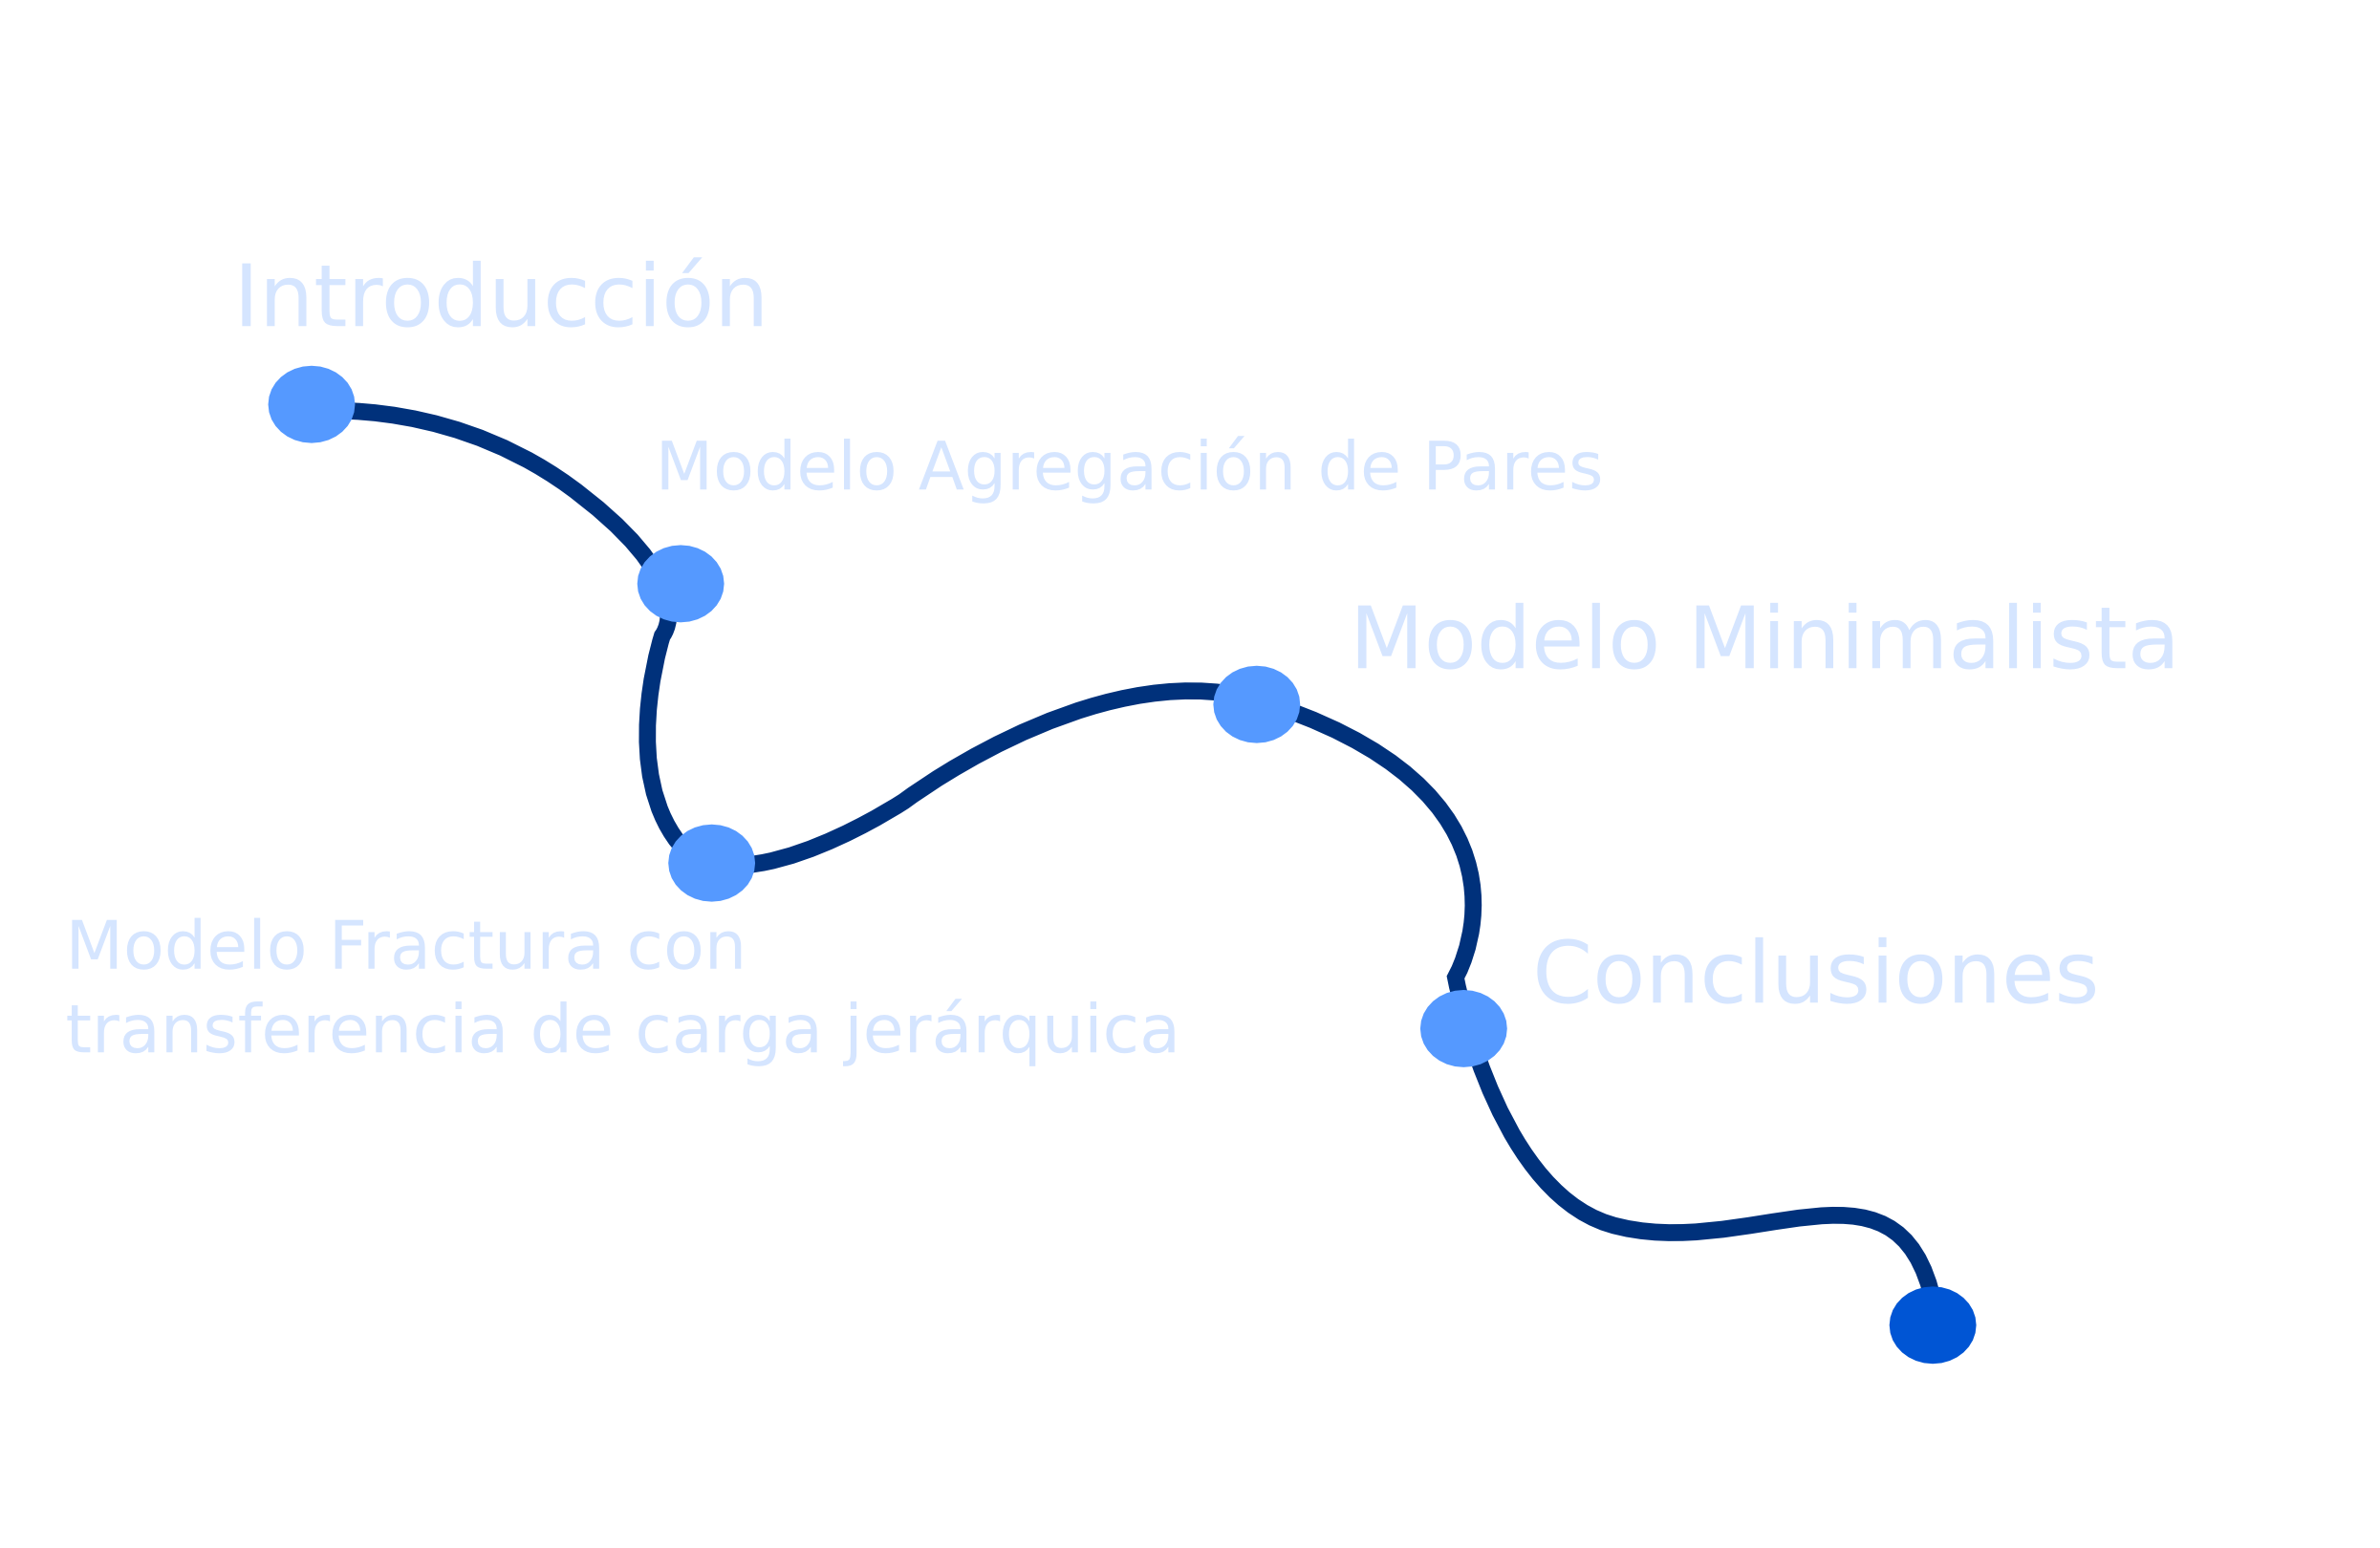 Introducción
Modelo Agregación de Pares
Modelo Minimalista
Modelo Fractura con
transferencia de carga jerárquica
Conclusiones